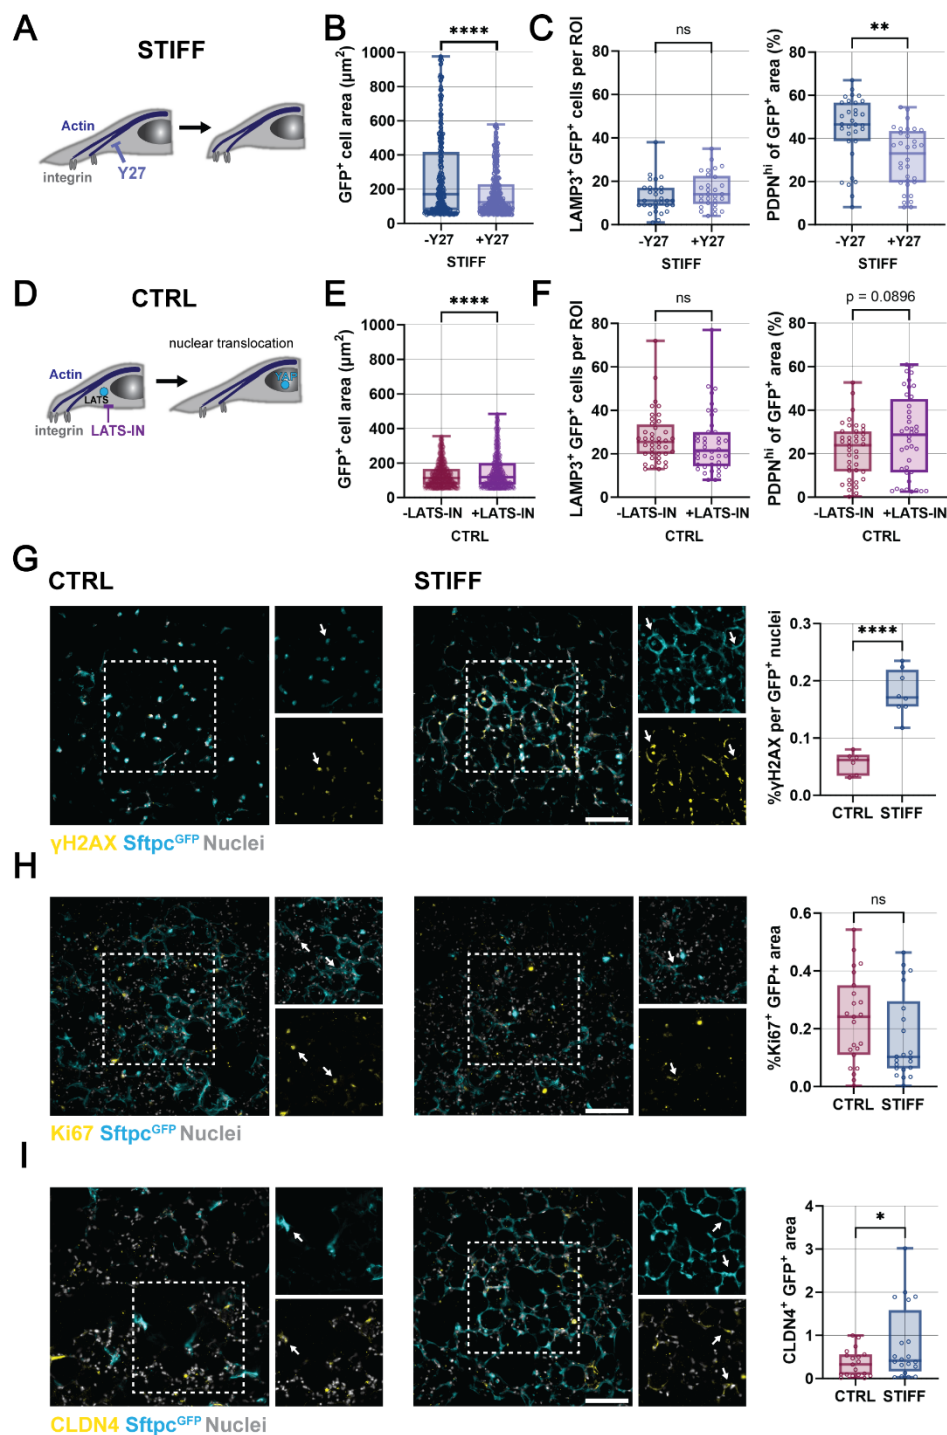 A
STIFF
Actin
integrin
Y27
B
****
GFP⁺ cell area (µm²)
1000
800
600
400
200
0
-Y27
+Y27
STIFF
C
ns
LAMP3⁺ GFP⁺ cells per ROI
80
60
40
20
0
-Y27
+Y27
STIFF
**
PDPNʰⁱ of GFP⁺ area (%)
80
60
40
20
0
-Y27
+Y27
STIFF
D
CTRL
nuclear translocation
Actin
LATS
YAP
integrin
LATS-IN
E
****
GFP⁺ cell area (µm²)
1000
800
600
400
200
0
-LATS-IN
+LATS-IN
CTRL
F
ns
LAMP3⁺ GFP⁺ cells per ROI
80
60
40
20
0
-LATS-IN
+LATS-IN
CTRL
p = 0.0896
PDPNʰⁱ of GFP⁺ area (%)
80
60
40
20
0
-LATS-IN
+LATS-IN
CTRL
G
CTRL
STIFF
γH2AX Sftpcᴳᶠᴾ Nuclei
****
%γH2AX per GFP⁺ nuclei
0.3
0.2
0.1
0.0
CTRL
STIFF
H
Ki67 Sftpcᴳᶠᴾ Nuclei
ns
%Ki67⁺ GFP+ area
0.6
0.4
0.2
0.0
CTRL
STIFF
I
CLDN4 Sftpcᴳᶠᴾ Nuclei
*
CLDN4⁺ GFP⁺ area
4
3
2
1
0
CTRL
STIFF